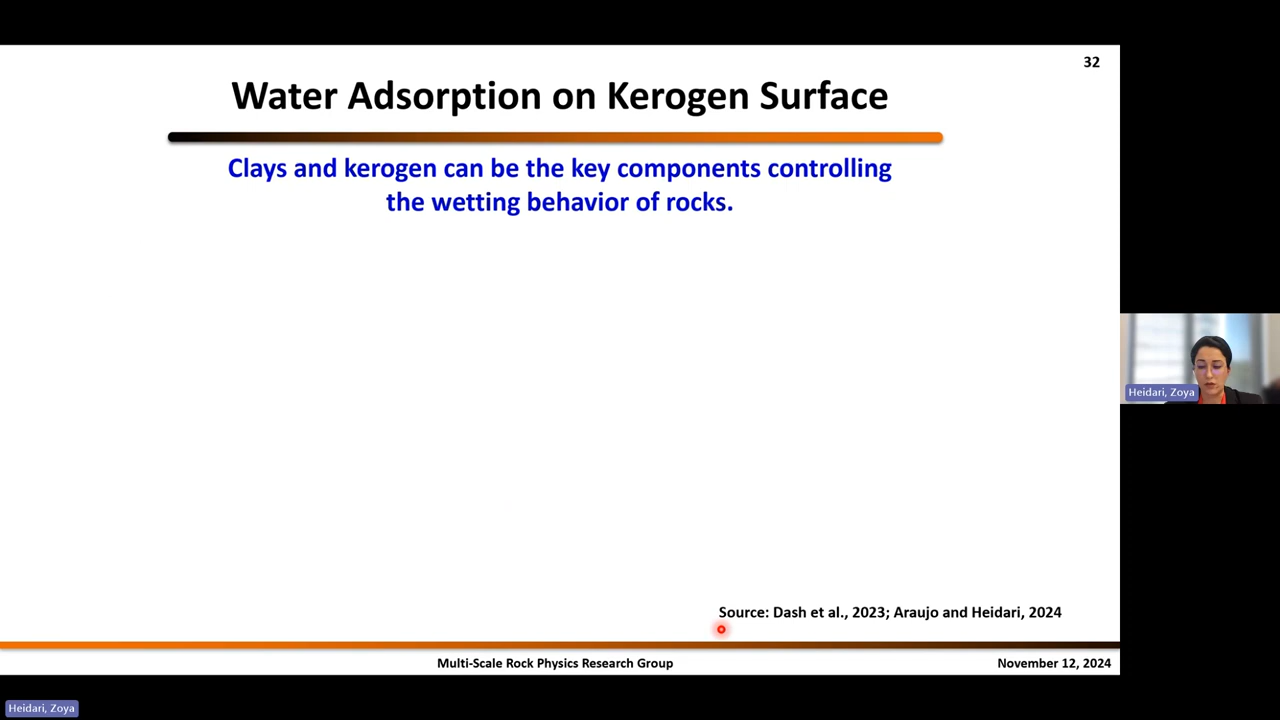 32
Water Adsorption on Kerogen Surface
Clays and kerogen can be the key components controlling
the wetting behavior of rocks.
Heidari, Zoya
Source: Dash et al., 2023; Araujo and Heidari, 2024
Multi-Scale Rock Physics Research Group
November 12, 2024
Heidari, Zoya